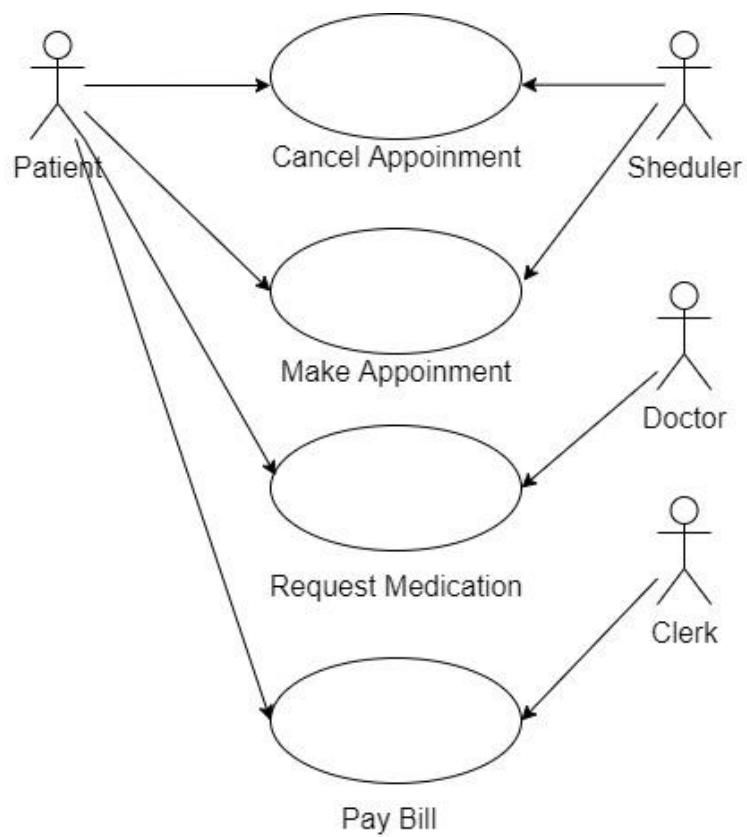 Cancel Appoinment
Patient
Sheduler
Make Appoinment
Doctor
Request Medication
Clerk
Pay Bill